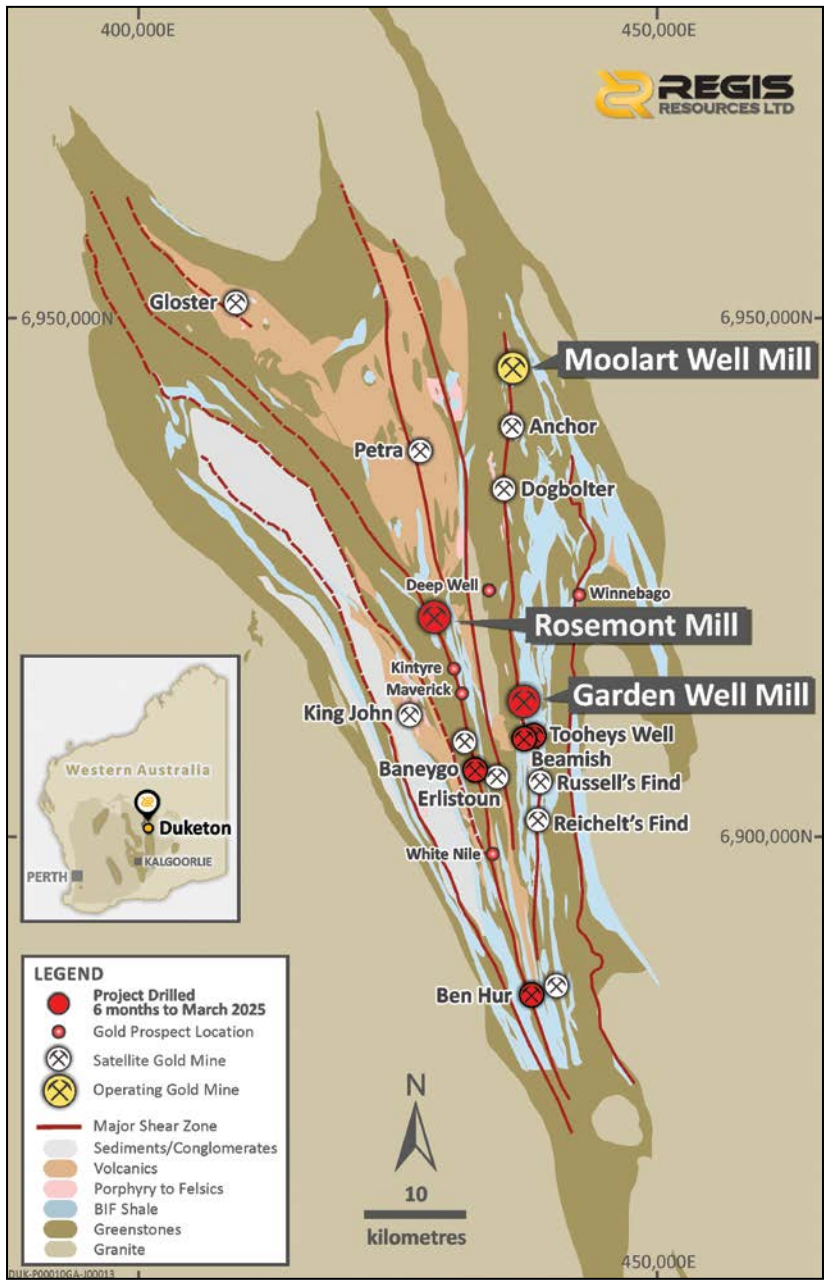 400,000E
450,000E
REGIS
RESOURCES LTD
Gloster
6,950,000N
6,950,000N
Moolart Well Mill
Anchor
Petra
Dogbolter
Deep Well
Winnebago
Rosemont Mill
Kintyre
Maverick
Garden Well Mill
King John
Tooheys Well
Beamish
Baneygo
Russell's Find
Erlistoun
Reichelt's Find
6,900,000N
White Nile
Western Australia
Duketon
KALGOORLIE
PERTH
Ben Hur
LEGEND
Project Drilled
6 months to March 2025
Gold Prospect Location
Satellite Gold Mine
Operating Gold Mine
Major Shear Zone
Sediments/Conglomerates
Volcanics
Porphyry to Felsics
BIF Shale
Greenstones
Granite
N
10
kilometres
450,000E
DUK-P00010GA-J00013